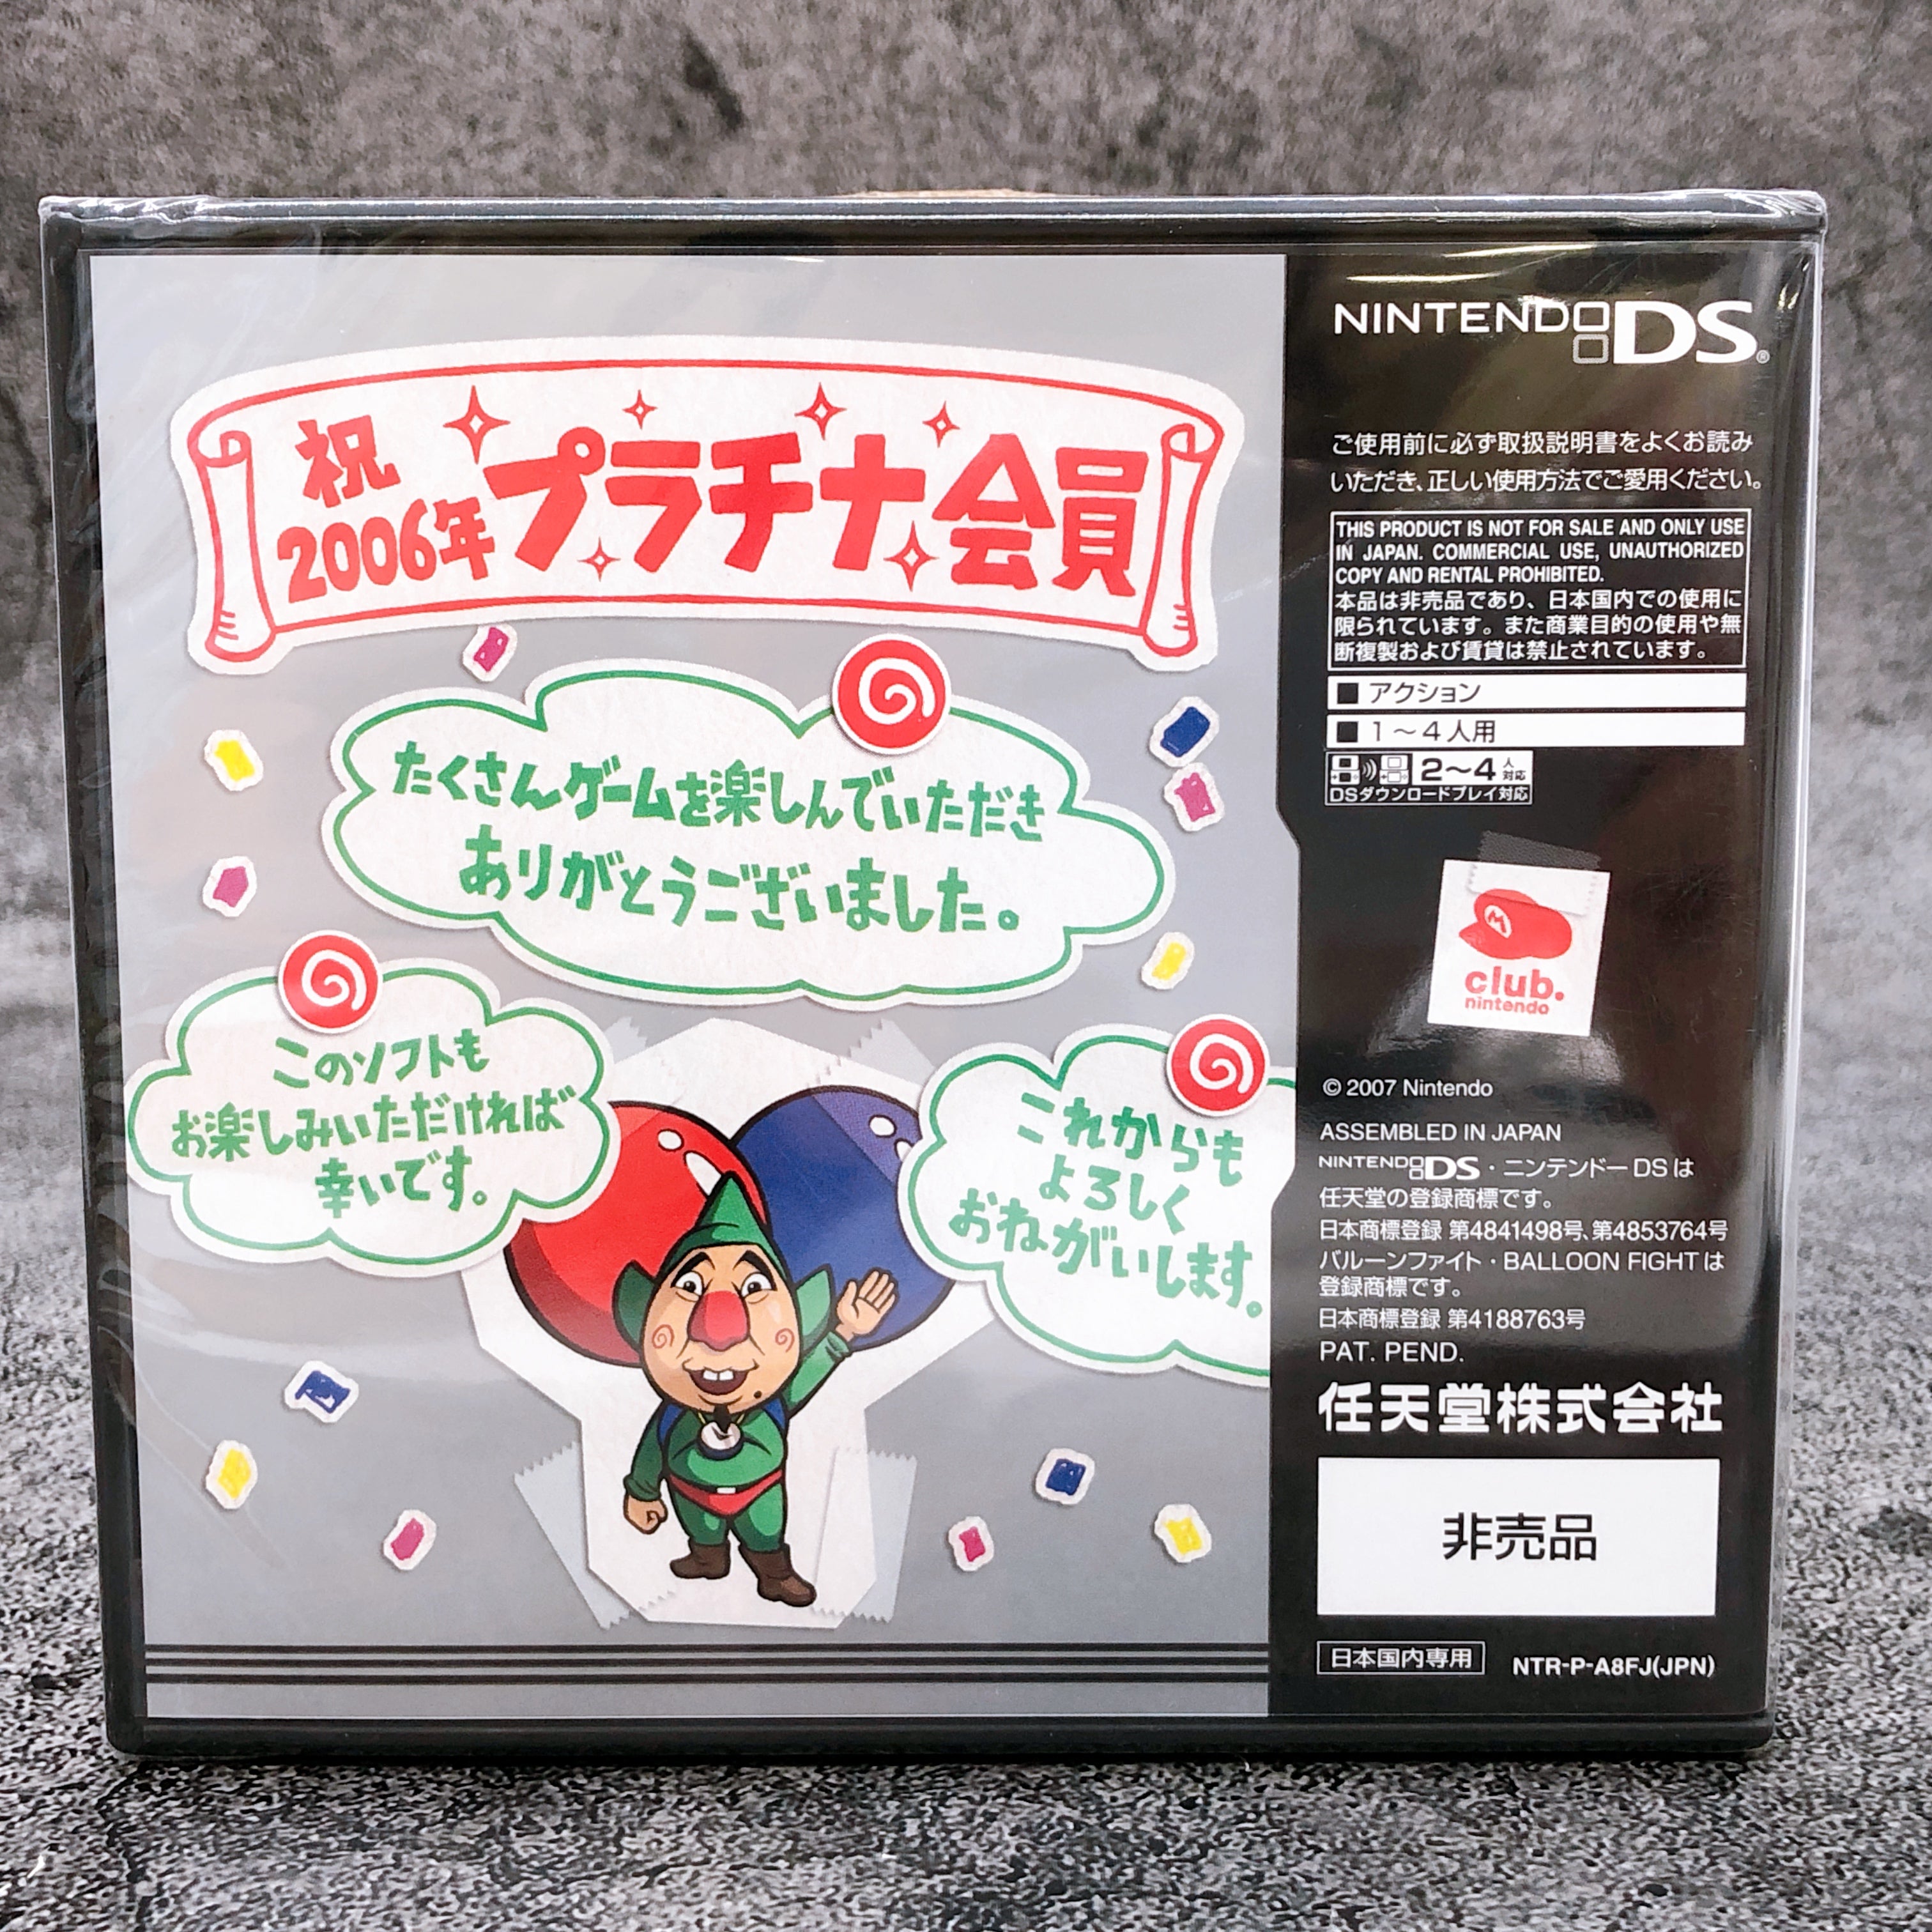 祝
2006年プラチナ会員
たくさんゲームを楽しんでいただき
ありがとうございました。
このソフトも
お楽しみいただければ
幸いです。
これからも
よろしく
おねがいします。
NINTENDO DS®
ご使用前に必ず取扱説明書をよくお読み
いただき、正しい使用方法でご愛用ください。
THIS PRODUCT IS NOT FOR SALE AND ONLY USE
IN JAPAN. COMMERCIAL USE, UNAUTHORIZED
COPY AND RENTAL PROHIBITED.
本品は非売品であり、日本国内での使用に
限られています。また商業目的の使用や無
断複製および賃貸は禁止されています。
■ アクション
■ 1〜4人用
2〜4人対応
DSダウンロードプレイ対応
M
club.
nintendo
© 2007 Nintendo
ASSEMBLED IN JAPAN
NINTENDO DS・ニンテンドーDSは
任天堂の登録商標です。
日本商標登録 第4841498号、第4853764号
バルーンファイト・BALLOON FIGHTは
登録商標です。
日本商標登録 第4188763号
PAT. PEND.
任天堂株式会社
非売品
日本国内専用 NTR-P-A8FJ(JPN)